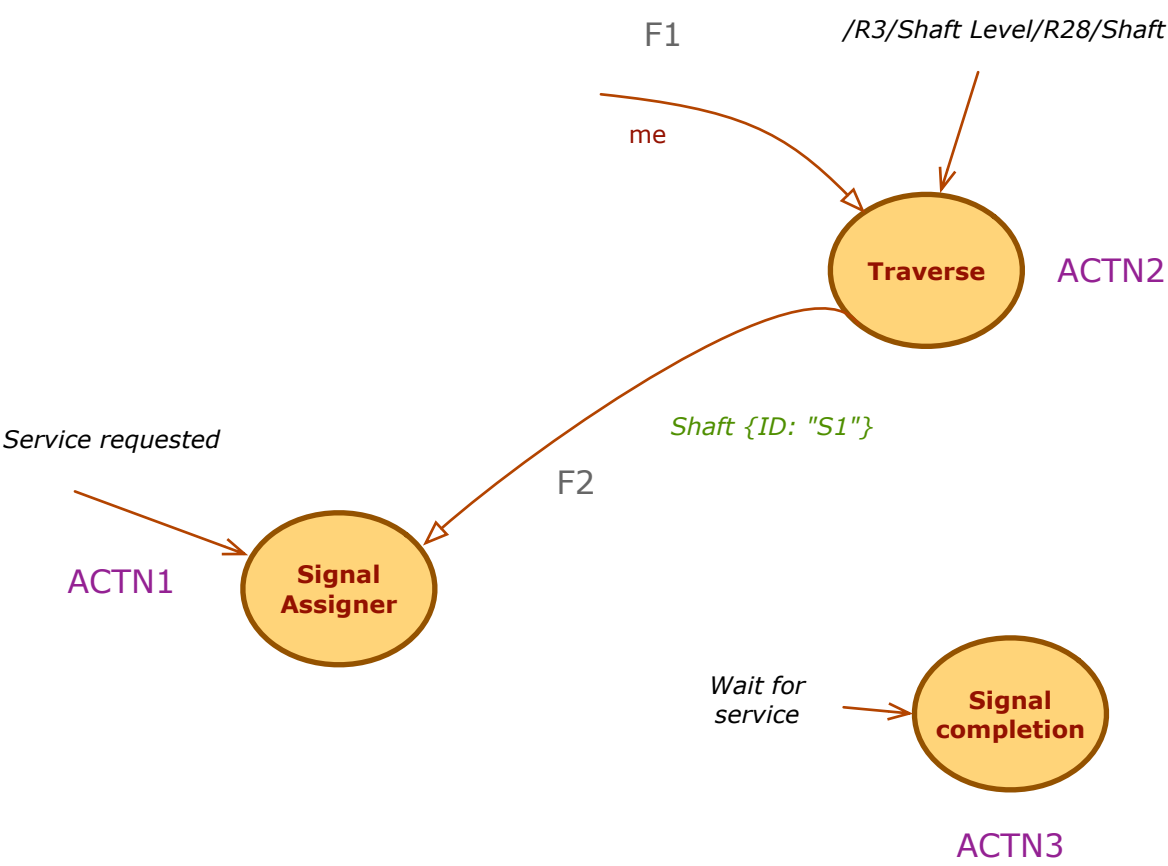 F1
/R3/Shaft Level/R28/Shaft
me
Traverse
ACTN2
Shaft {ID: "S1"}
Service requested
F2
ACTN1
Signal
Assigner
Wait for
service
Signal
completion
ACTN3